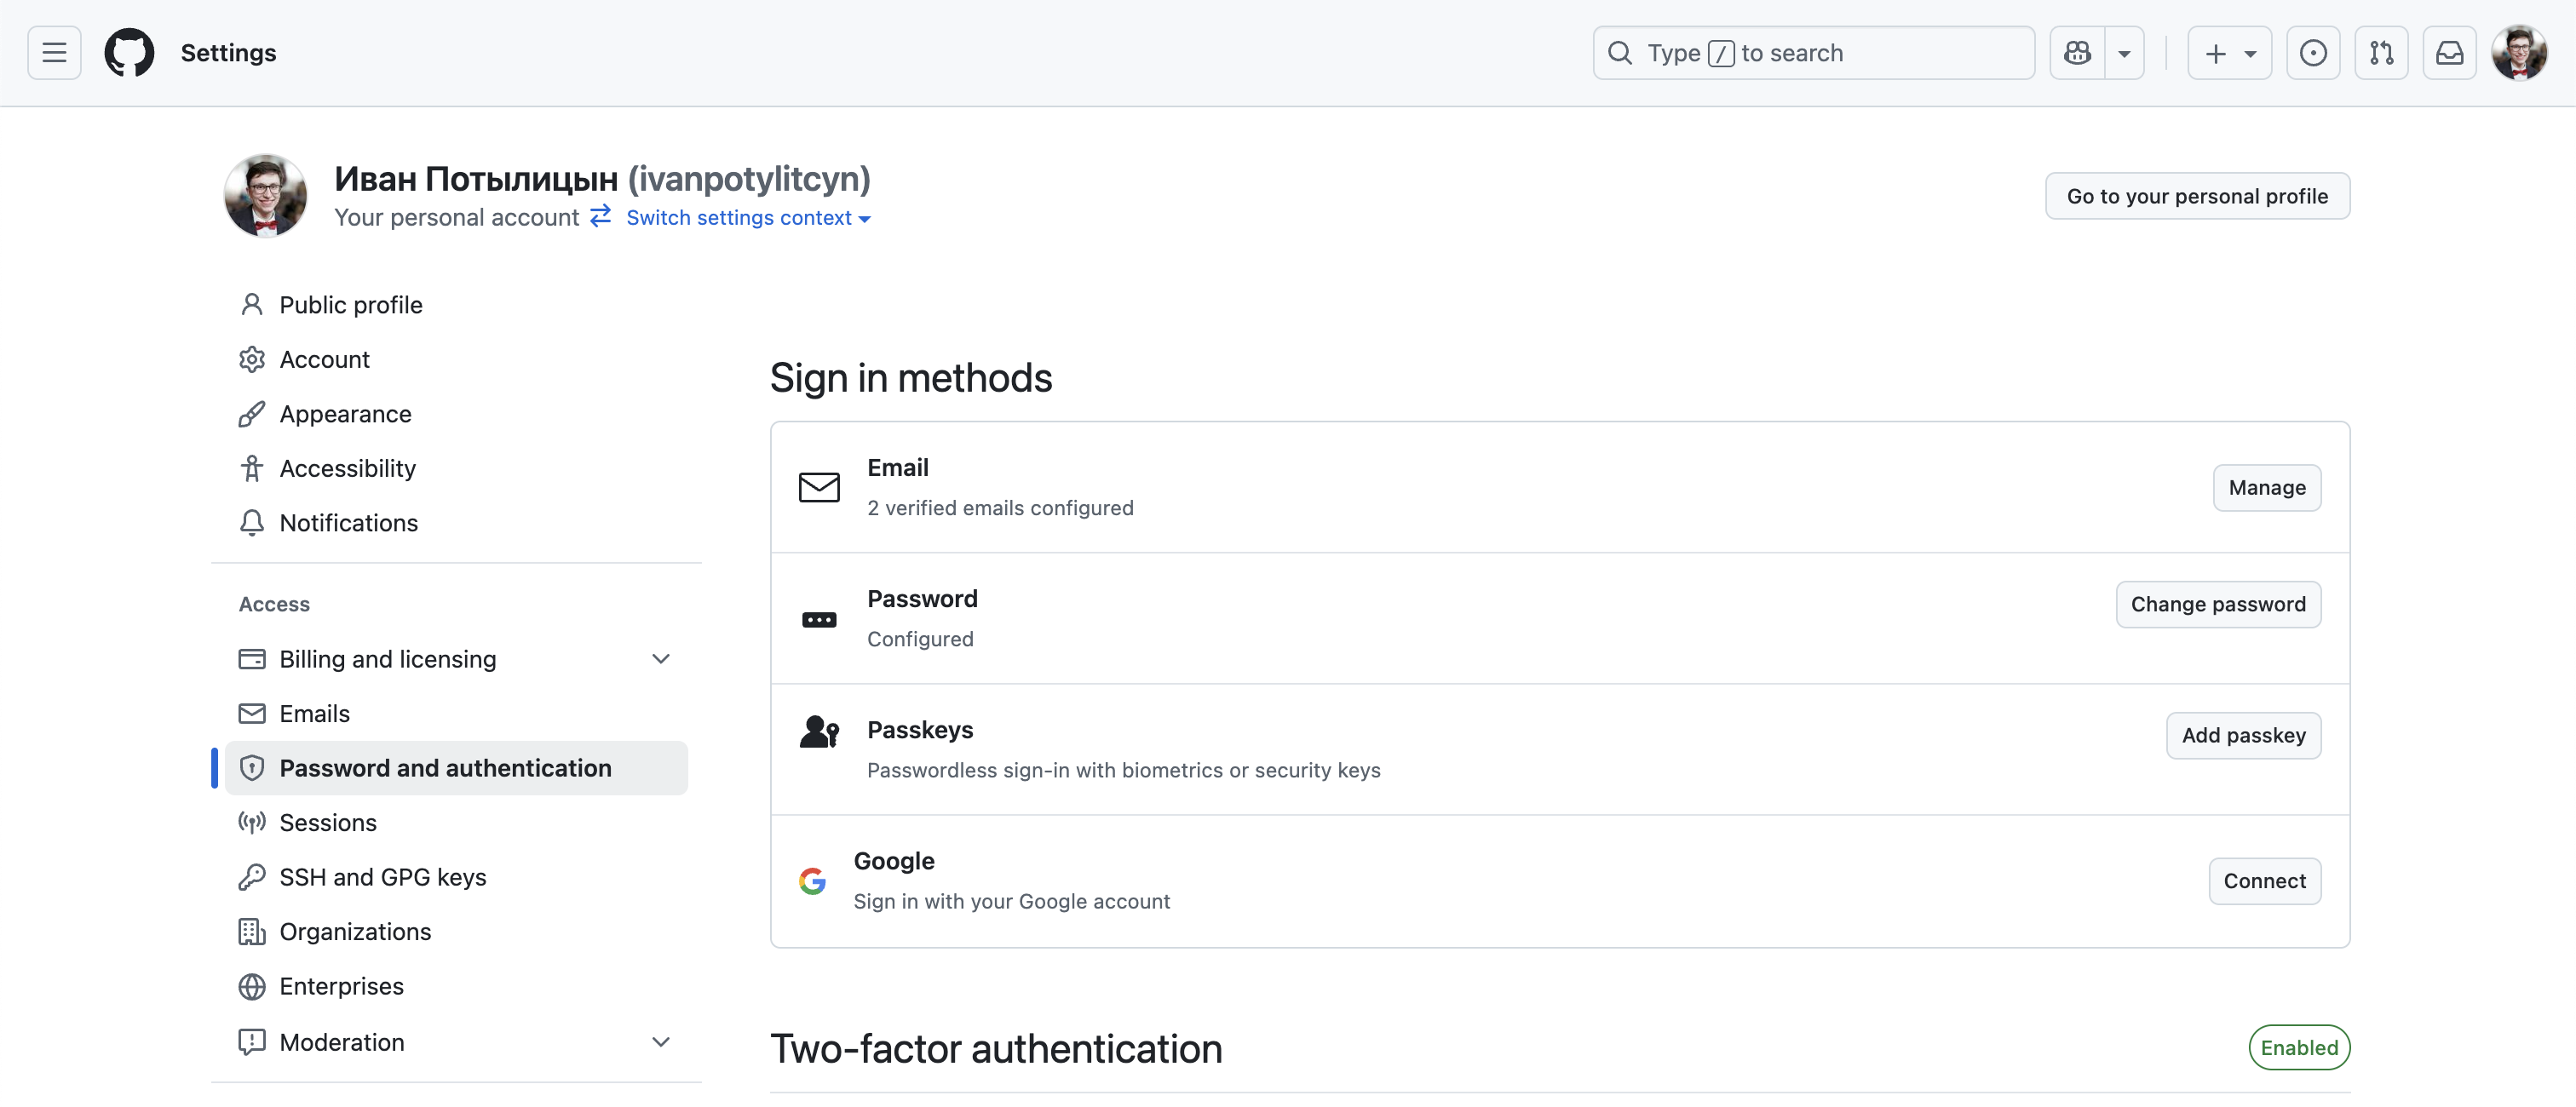 Settings
Type / to search
Иван Потылицын (ivanpotylitcyn)
Your personal account Switch settings context
Go to your personal profile
Public profile
Account
Appearance
Accessibility
Notifications
Access
Billing and licensing
Emails
Password and authentication
Sessions
SSH and GPG keys
Organizations
Enterprises
Moderation
Sign in methods
Email
2 verified emails configured
Manage
Password
Configured
Change password
Passkeys
Passwordless sign-in with biometrics or security keys
Add passkey
Google
Sign in with your Google account
Connect
Two-factor authentication
Enabled